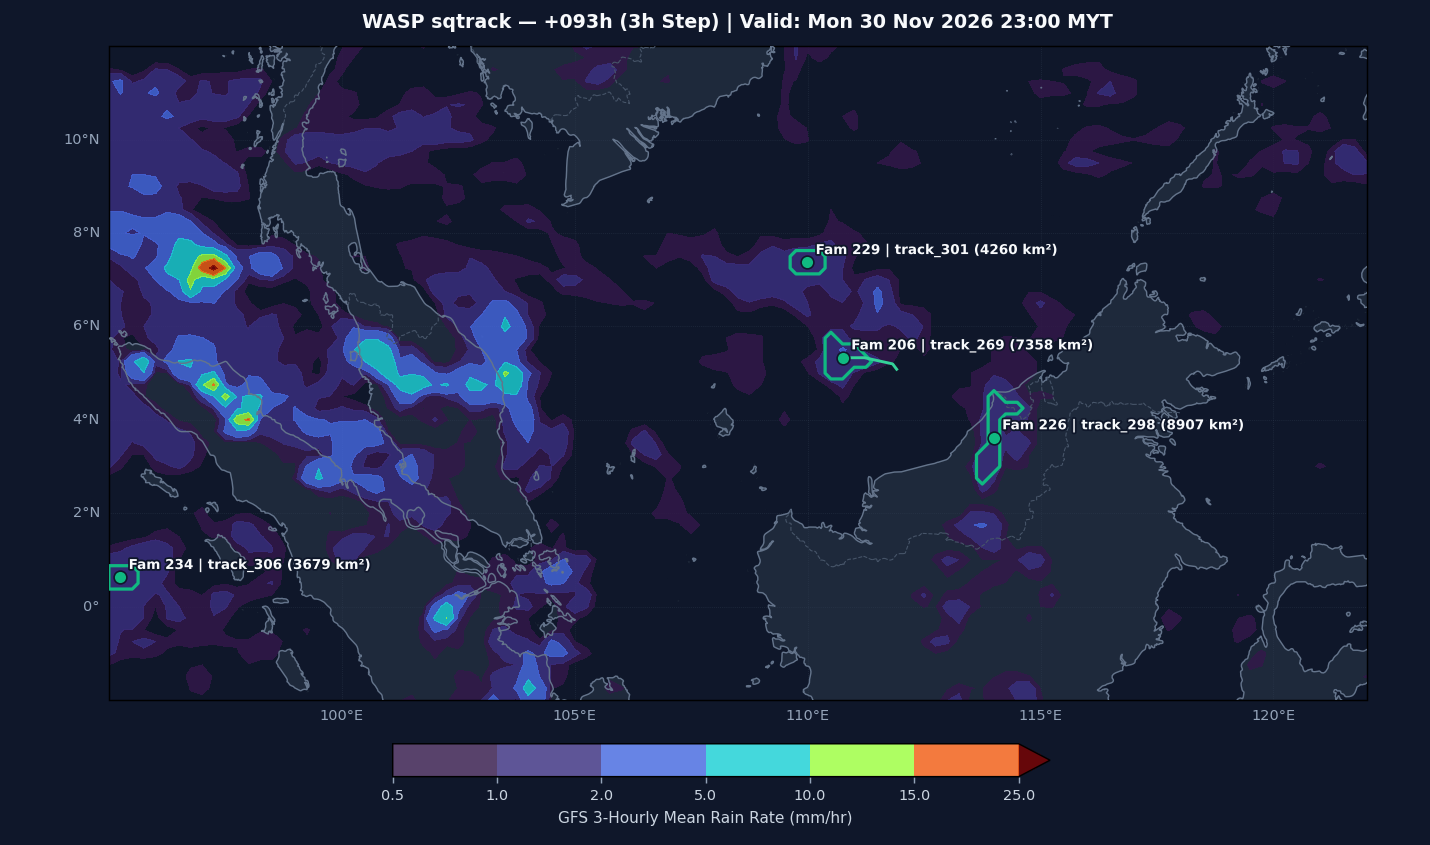 WASP sqtrack — +093h (3h Step) | Valid: Mon 30 Nov 2026 23:00 MYT
10°N
8°N
Fam 229 | track_301 (4260 km²)
6°N
Fam 206 | track_269 (7358 km²)
4°N
Fam 226 | track_298 (8907 km²)
2°N
Fam 234 | track_306 (3679 km²)
0°
100°E
105°E
110°E
115°E
120°E
0.5
1.0
2.0
5.0
10.0
15.0
25.0
GFS 3-Hourly Mean Rain Rate (mm/hr)